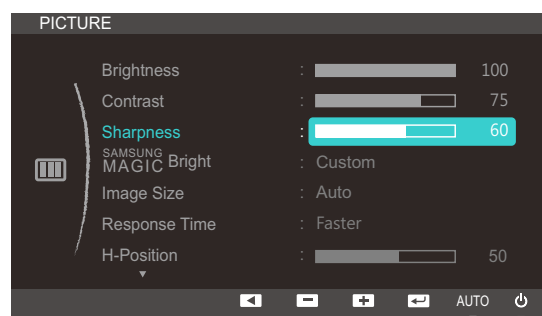 PICTURE
Brightness : 100
Contrast : 75
Sharpness : 60
SAMSUNG
MAGIC Bright : Custom
Image Size : Auto
Response Time : Faster
H-Position : 50
AUTO